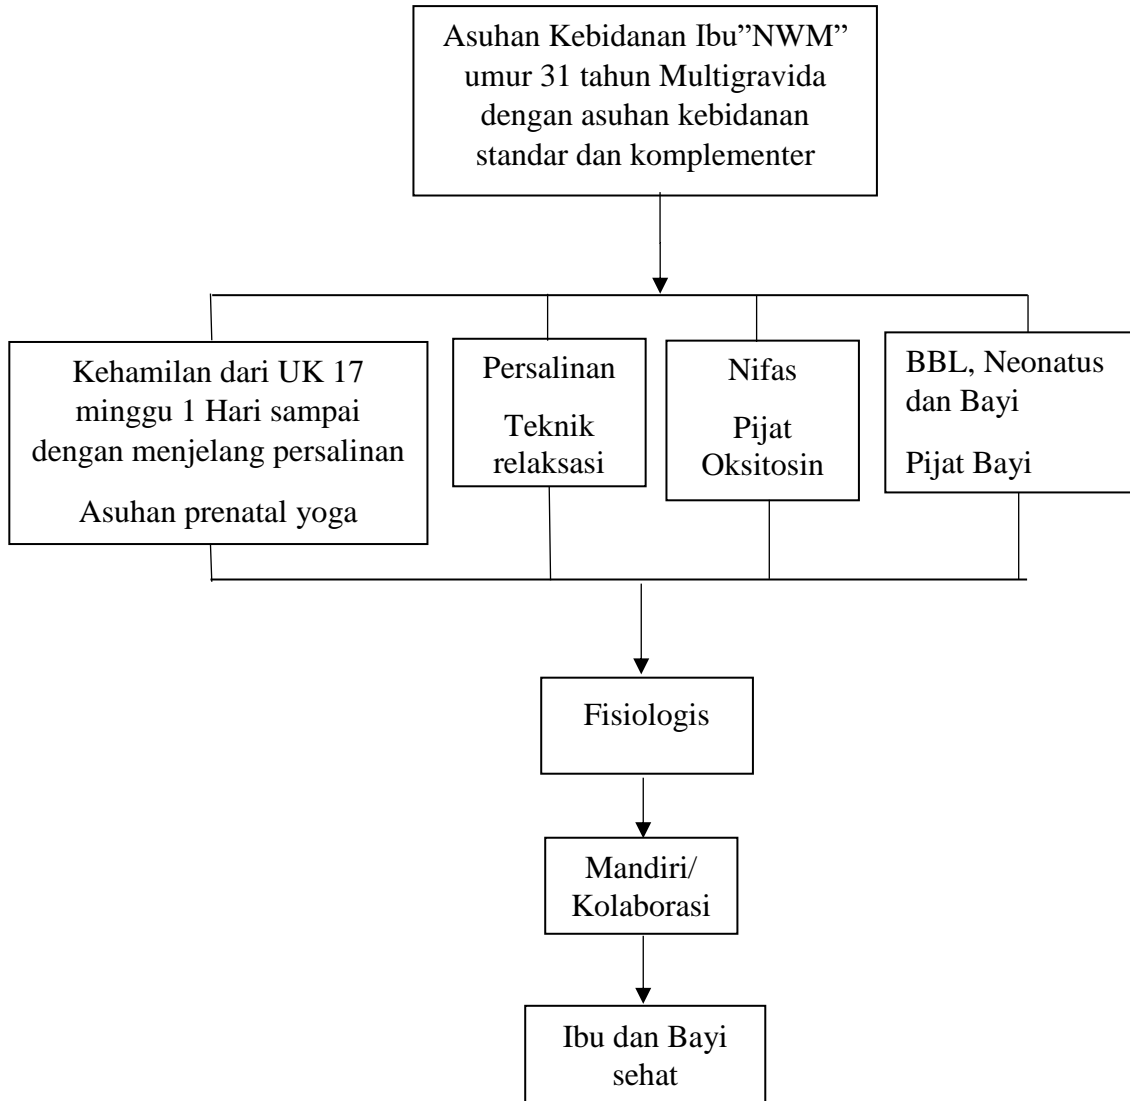 Asuhan Kebidanan Ibu”NWM”
umur 31 tahun Multigravida
dengan asuhan kebidanan
standar dan komplementer
Kehamilan dari UK 17
minggu 1 Hari sampai
dengan menjelang persalinan
Asuhan prenatal yoga
Persalinan
Teknik
relaksasi
Nifas
Pijat
Oksitosin
BBL, Neonatus
dan Bayi
Pijat Bayi
Fisiologis
Mandiri/
Kolaborasi
Ibu dan Bayi
sehat